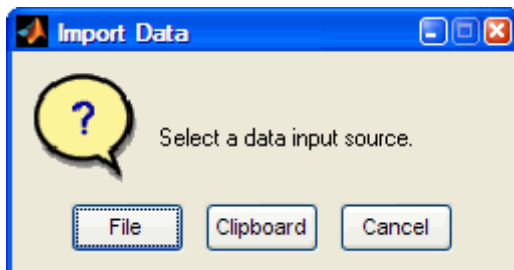 Import Data
?
Select a data input source.
File
Clipboard
Cancel